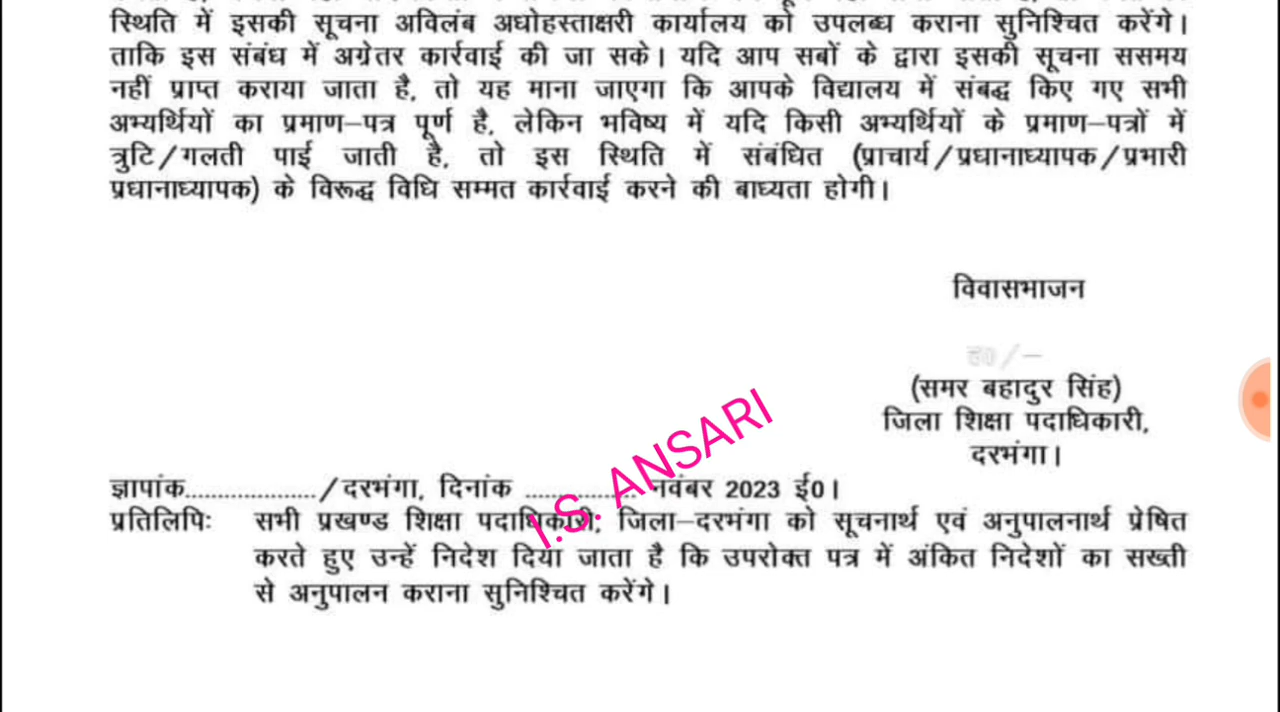 स्थिति में इसकी सूचना अविलंब अधोहस्ताक्षरी कार्यालय को उपलब्ध कराना सुनिश्चित करेंगे।
ताकि इस संबंध में अग्रेतर कार्रवाई की जा सके। यदि आप सबों के द्वारा इसकी सूचना ससमय
नहीं प्राप्त कराया जाता है, तो यह माना जाएगा कि आपके विद्यालय में संबद्ध किए गए सभी
अभ्यर्थियों का प्रमाण–पत्र पूर्ण है, लेकिन भविष्य में यदि किसी अभ्यर्थियों के प्रमाण–पत्रों में
त्रुटि/गलती पाई जाती है, तो इस स्थिति में संबंधित (प्राचार्य/प्रधानाध्यापक/प्रभारी
प्रधानाध्यापक) के विरूद्ध विधि सम्मत कार्रवाई करने की बाध्यता होगी।
विवासभाजन
ह0/–
(समर बहादुर सिंह)
जिला शिक्षा पदाधिकारी,
दरभंगा।
ज्ञापांक...................../दरभंगा, दिनांक .................. नवंबर 2023 ई0।
प्रतिलिपिः सभी प्रखण्ड शिक्षा पदाधिकारी, जिला–दरभंगा को सूचनार्थ एवं अनुपालनार्थ प्रेषित
करते हुए उन्हें निदेश दिया जाता है कि उपरोक्त पत्र में अंकित निदेशों का सख्ती
से अनुपालन कराना सुनिश्चित करेंगे।
I.S. ANSARI